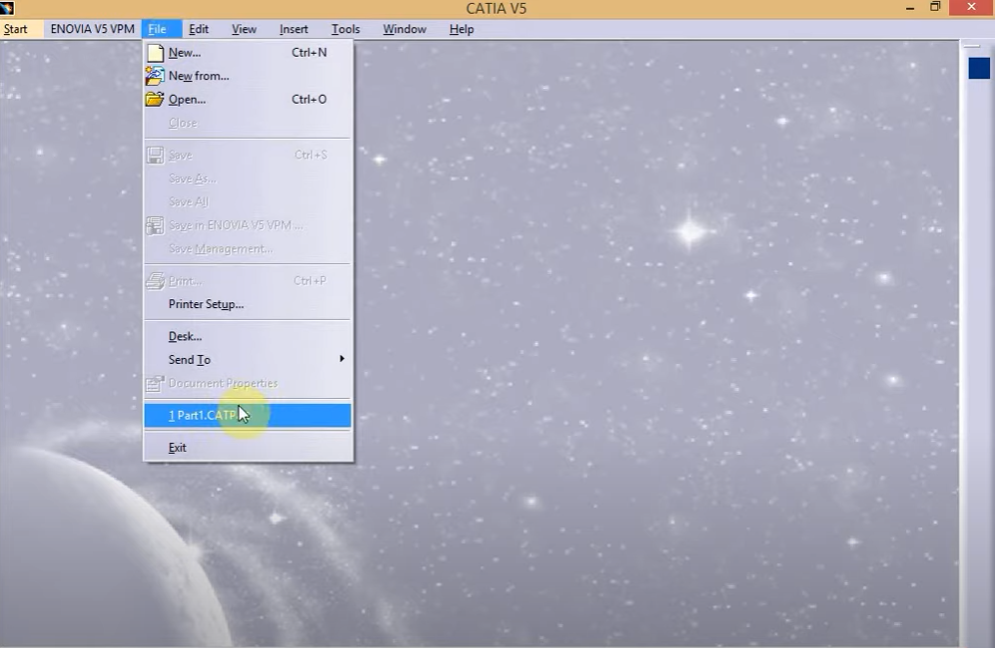 CATIA V5
Start ENOVIA V5 VPM File Edit View Insert Tools Window Help
New... Ctrl+N
New from...
Open... Ctrl+O
Close
Save Ctrl+S
Save As...
Save All
Save in ENOVIA V5 VPM ...
Save Management...
Print... Ctrl+P
Printer Setup...
Desk...
Send To
Document Properties
1 Part1.CATP
Exit